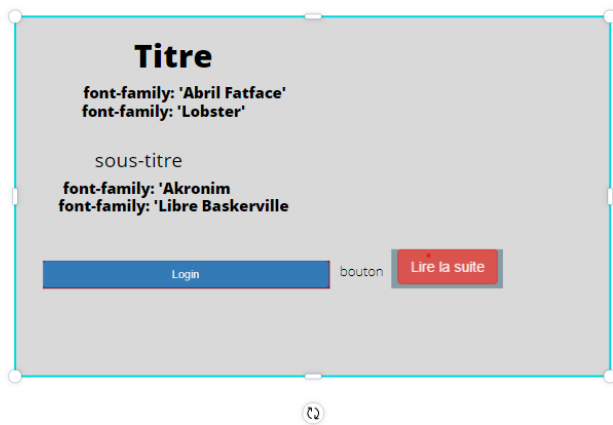 Titre
font-family: 'Abril Fatface'
font-family: 'Lobster'
sous-titre
font-family: 'Akronim
font-family: 'Libre Baskerville
Login bouton Lire la suite